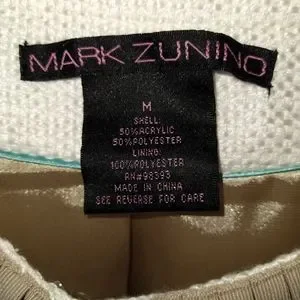 MARK ZUNINO
M
SHELL:
50%ACRYLIC
50%POLYESTER
LINING:
100%POLYESTER
RN#98393
MADE IN CHINA
SEE REVERSE FOR CARE